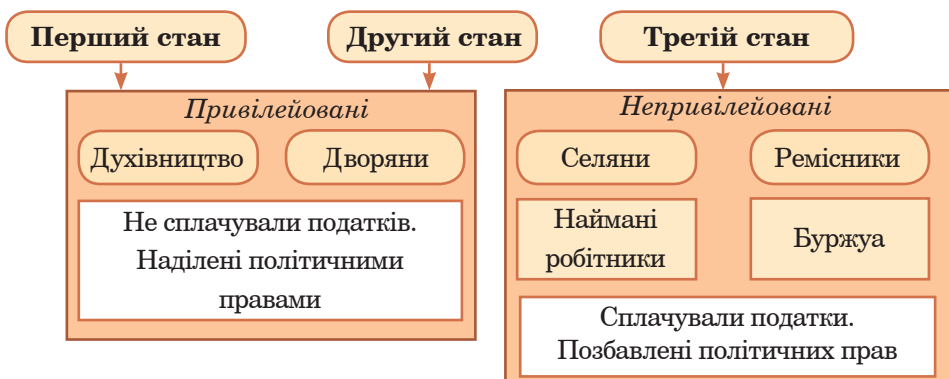 Перший стан
Другий стан
Третій стан
Привілейовані
Духівництво
Дворяни
Не сплачували податків.
Наділені політичними
правами
Непривілейовані
Селяни
Ремісники
Наймані
робітники
Буржуа
Сплачували податки.
Позбавлені політичних прав